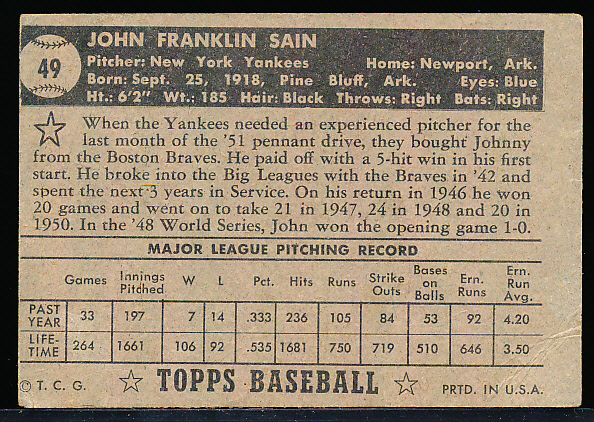 49
JOHN FRANKLIN SAIN
Pitcher: New York Yankees Home: Newport, Ark.
Born: Sept. 25, 1918, Pine Bluff, Ark. Eyes: Blue
Ht.: 6'2" Wt.: 185 Hair: Black Throws: Right Bats: Right
When the Yankees needed an experienced pitcher for the
last month of the '51 pennant drive, they bought Johnny
from the Boston Braves. He paid off with a 5-hit win in his first
start. He broke into the Big Leagues with the Braves in '42 and
spent the next 3 years in Service. On his return in 1946 he won
20 games and went on to take 21 in 1947, 24 in 1948 and 20 in
1950. In the '48 World Series, John won the opening game 1-0.
MAJOR LEAGUE PITCHING RECORD
Games Innings Pitched W L Pct. Hits Runs Strike Outs Bases on Balls Ern. Runs Ern. Run Avg.
PAST YEAR 33 197 7 14 .333 236 105 84 53 92 4.20
LIFE-TIME 264 1661 106 92 .535 1681 750 719 510 646 3.50
© T. C. G. TOPPS BASEBALL PRTD. IN U.S.A.